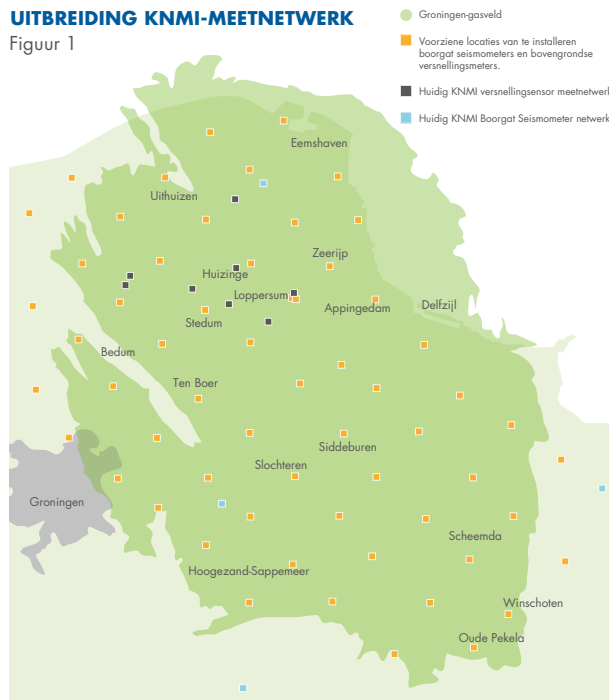 UITBREIDING KNMI-MEETNETWERK
Figuur 1
Groningen-gasveld
Voorziene locaties van te installeren
boorgat seismometers en bovengrondse
versnellingsmeters.
Huidig KNMI versnellingsensor meetnetwerk
Huidig KNMI Boorgat Seismometer netwerk
Eemshaven
Uithuizen
Zeerijp
Huizinge
Loppersum
Appingedam
Delfzijl
Stedum
Bedum
Ten Boer
Siddeburen
Slochteren
Groningen
Scheemda
Hoogezand-Sappemeer
Winschoten
Oude Pekela